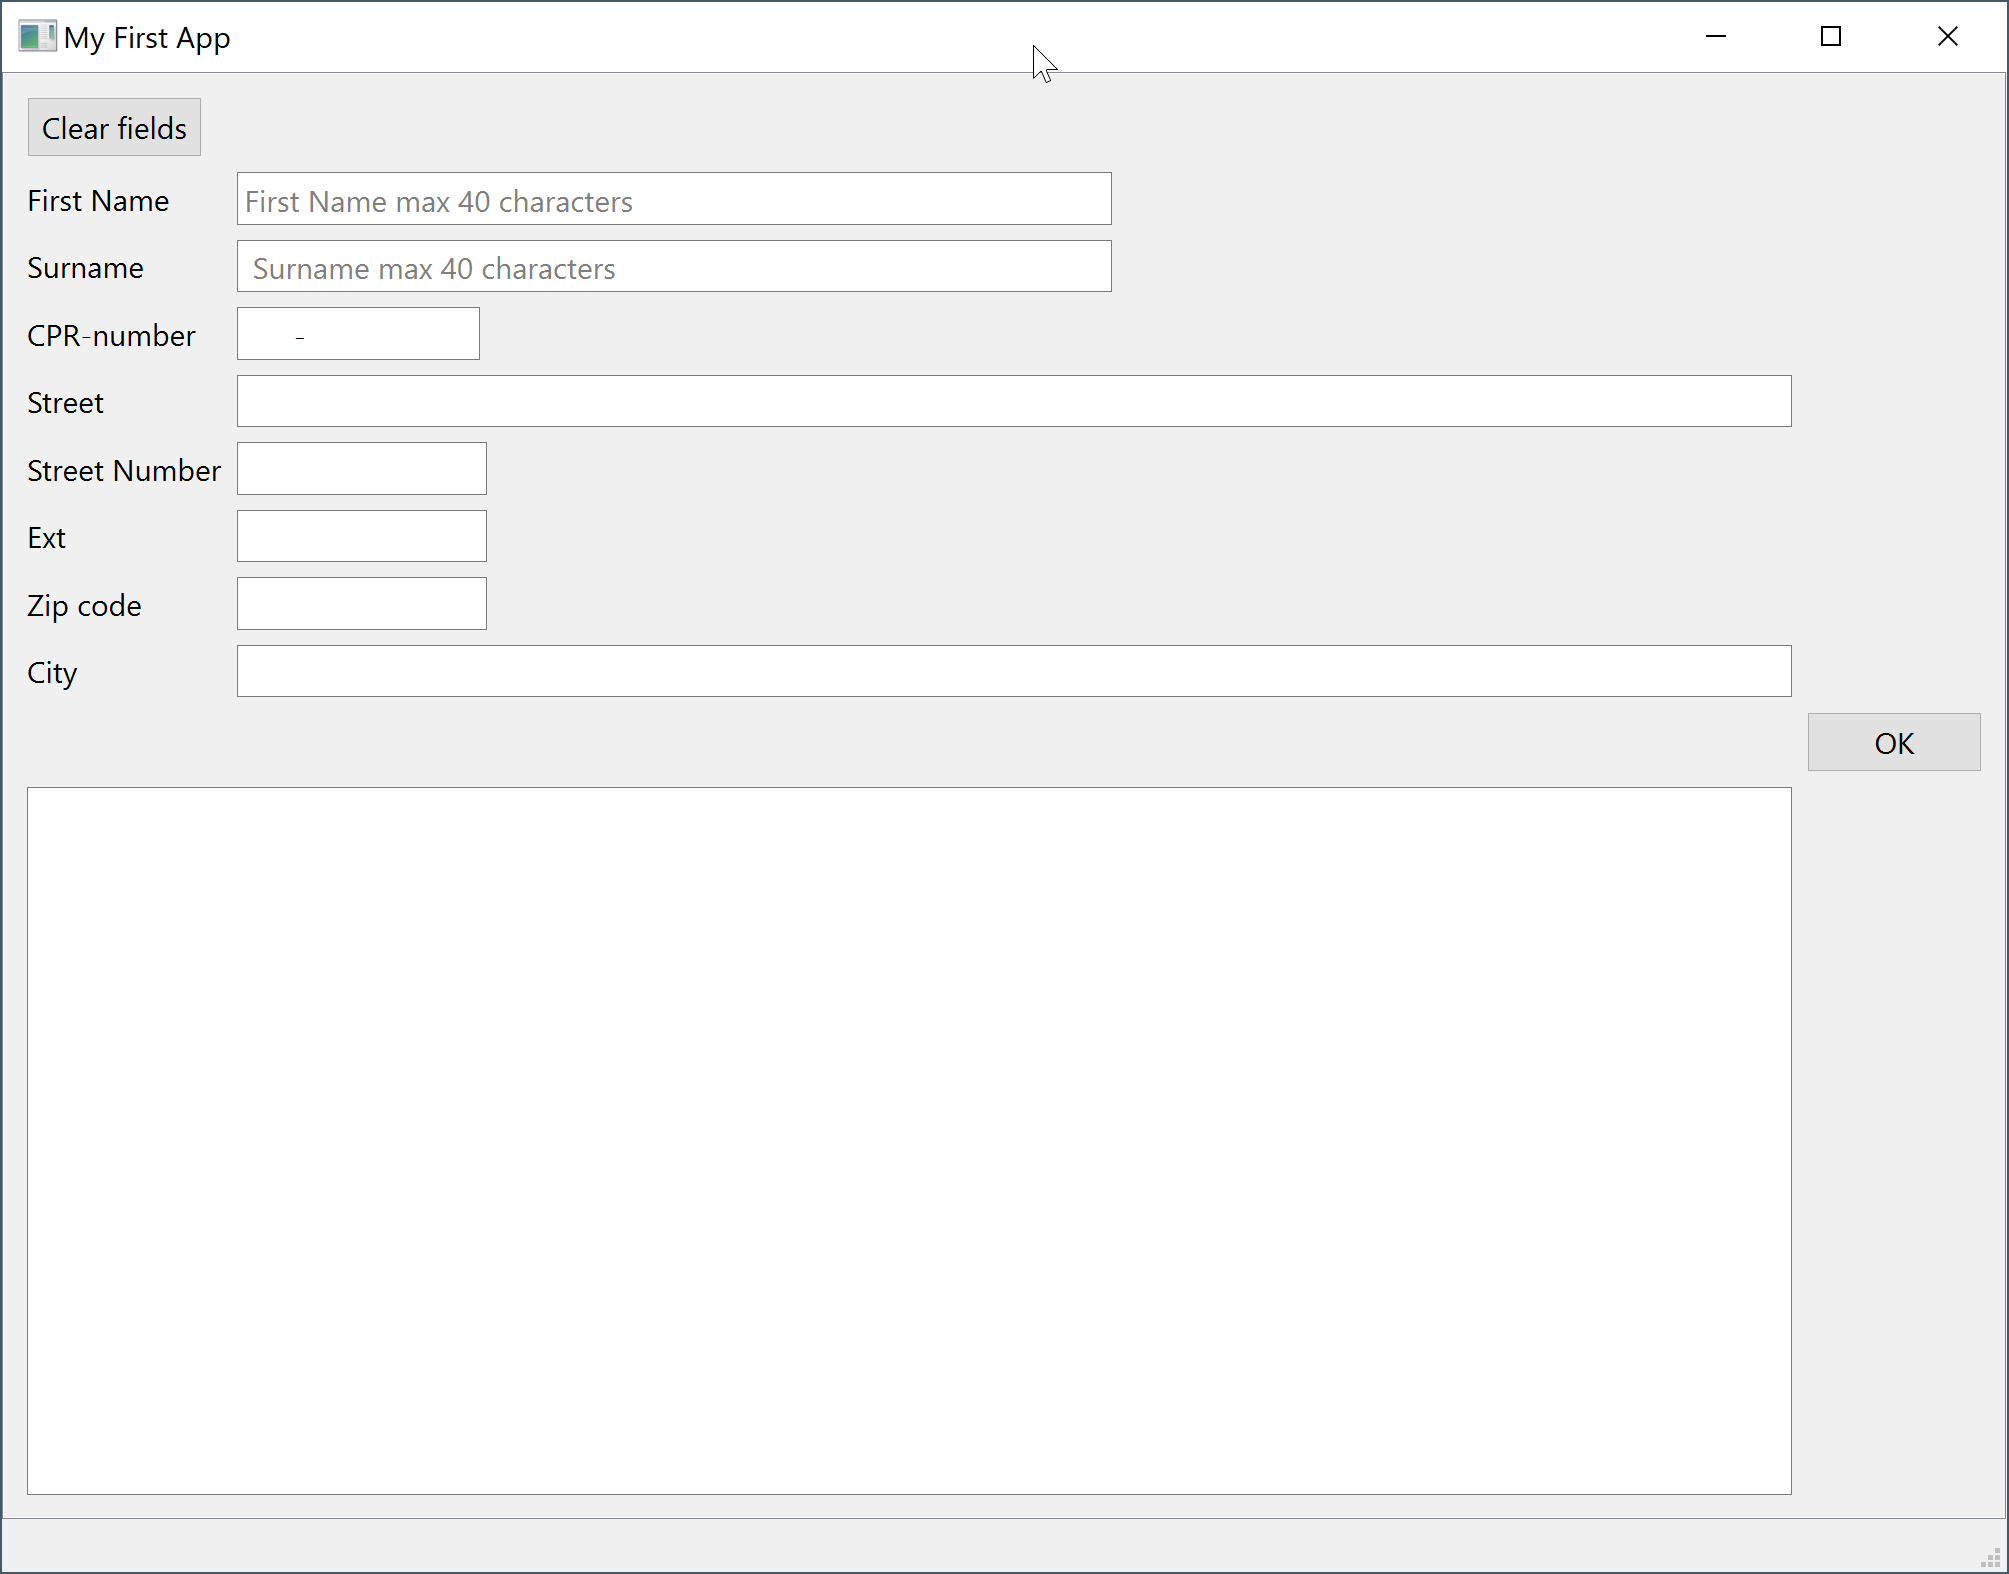 My First App
Clear fields
First Name First Name max 40 characters
Surname Surname max 40 characters
CPR-number -
Street
Street Number
Ext
Zip code
City
OK